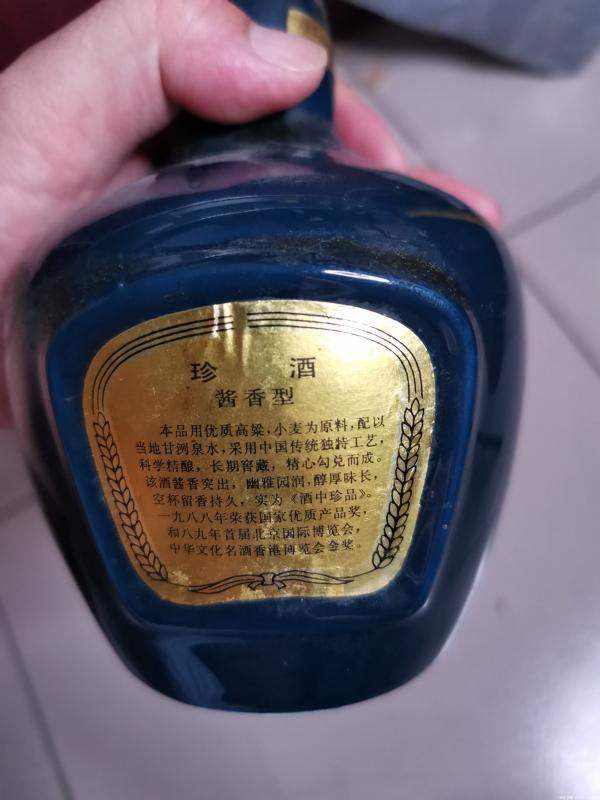 珍 酒
酱香型
本品用优质高粱，小麦为原料，配以
当地甘洌泉水，采用中国传统独特工艺，
科学精酿，长期窖藏，精心勾兑而成。
该酒酱香突出，幽雅园润，醇厚味长，
空杯留香持久，实为《酒中珍品》。
一九八八年荣获国家优质产品奖，
和八九年首届北京国际博览会，
中华文化名酒香港博览会金奖。